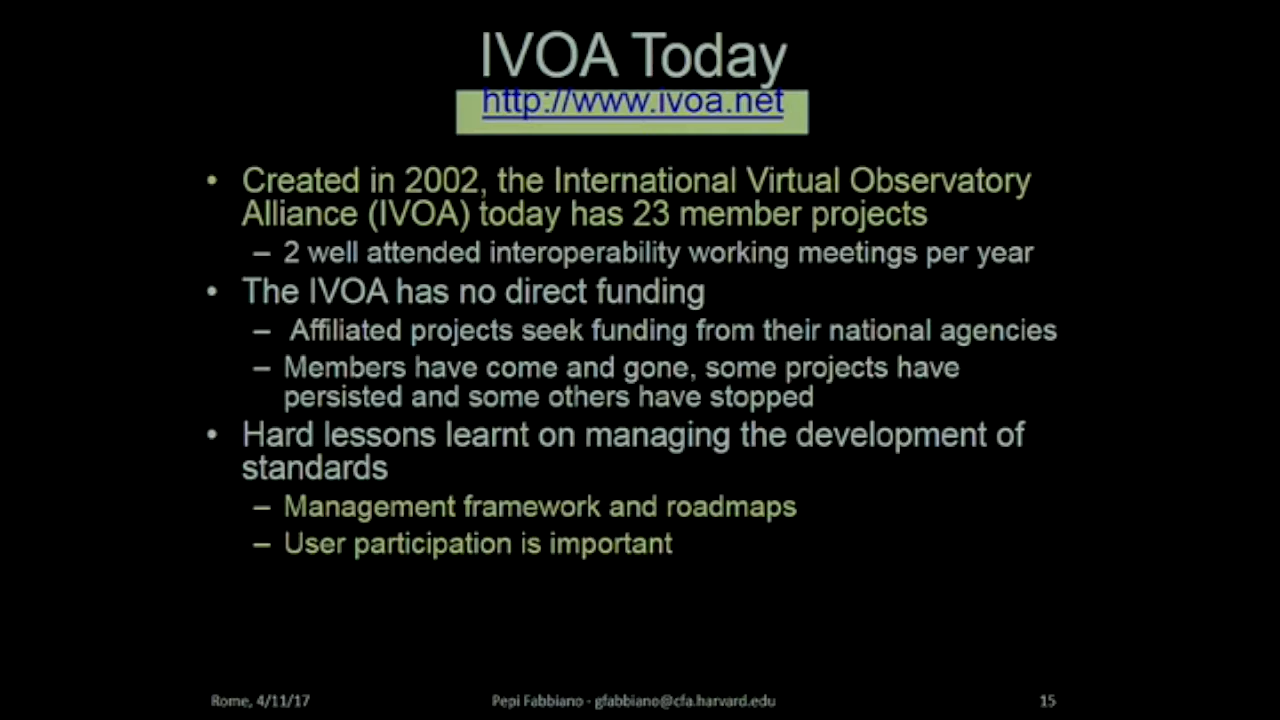 IVOA Today
http://www.ivoa.net
• Created in 2002, the International Virtual Observatory
Alliance (IVOA) today has 23 member projects
– 2 well attended interoperability working meetings per year
• The IVOA has no direct funding
– Affiliated projects seek funding from their national agencies
– Members have come and gone, some projects have
persisted and some others have stopped
• Hard lessons learnt on managing the development of
standards
– Management framework and roadmaps
– User participation is important
Rome, 4/11/17 Pepi Fabbiano - gfabbiano@cfa.harvard.edu 15